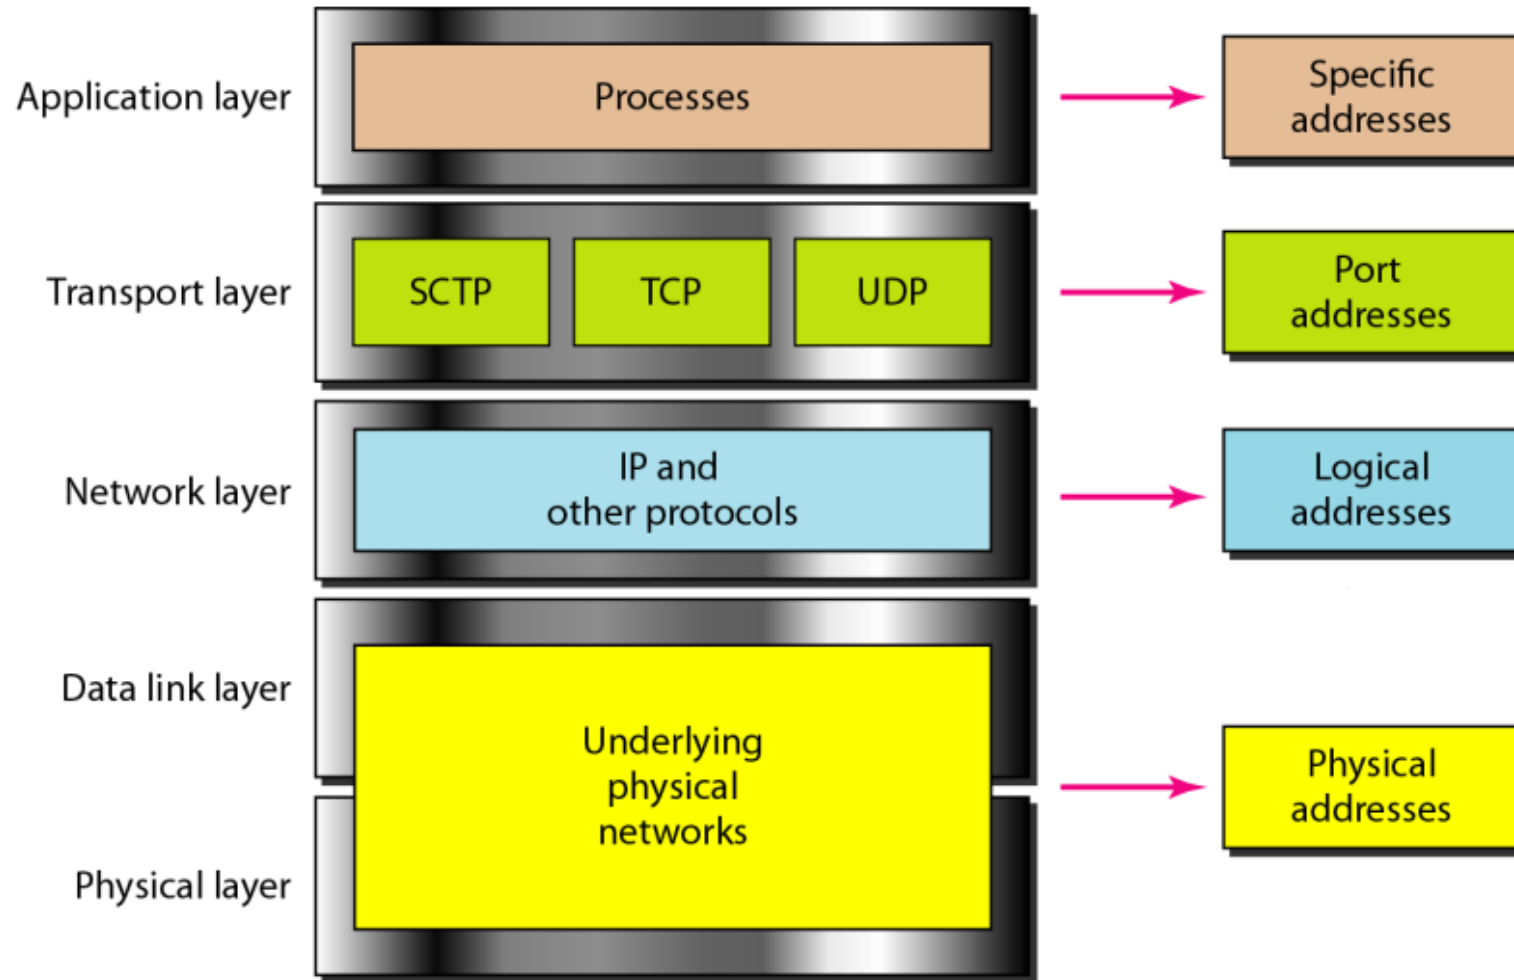 Application layer
Processes
Specific
addresses
Transport layer
SCTP
TCP
UDP
Port
addresses
Network layer
IP and
other protocols
Logical
addresses
Data link layer
Underlying
physical
networks
Physical
addresses
Physical layer